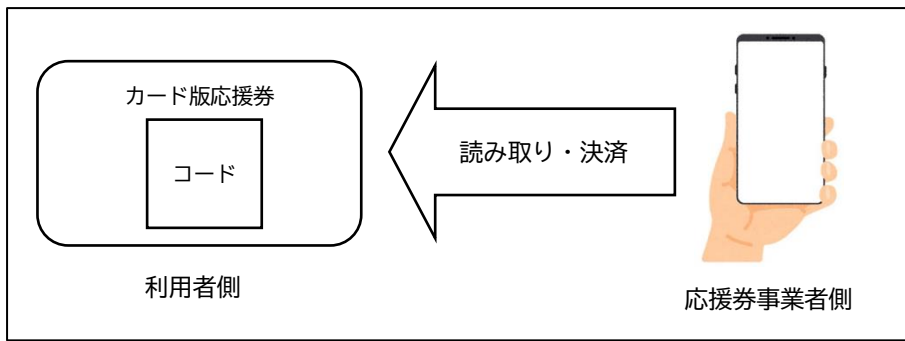 カード版応援券
コード
利用者側
読み取り・決済
応援券事業者側